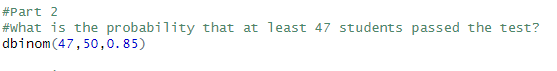 #Part 2
#What is the probability that at least 47 students passed the test?
dbinom(47,50,0.85)